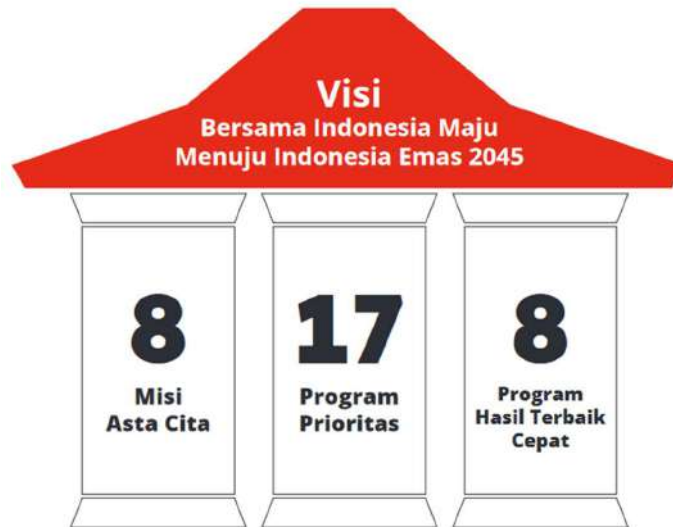 Visi
Bersama Indonesia Maju
Menuju Indonesia Emas 2045
8
Misi
Asta Cita
17
Program
Prioritas
8
Program
Hasil Terbaik
Cepat